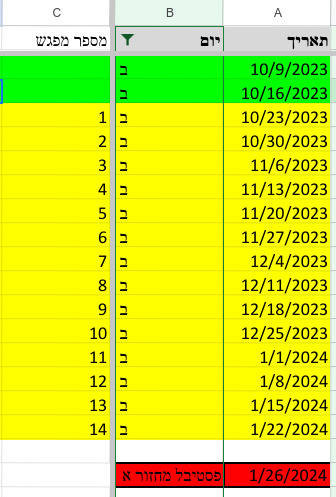 A B C
תאריך יום מספר מפגש
10/9/2023 ב
10/16/2023 ב
10/23/2023 ב 1
10/30/2023 ב 2
11/6/2023 ב 3
11/13/2023 ב 4
11/20/2023 ב 5
11/27/2023 ב 6
12/4/2023 ב 7
12/11/2023 ב 8
12/18/2023 ב 9
12/25/2023 ב 10
1/1/2024 ב 11
1/8/2024 ב 12
1/15/2024 ב 13
1/22/2024 ב 14
1/26/2024 פסטיבל מחזור א